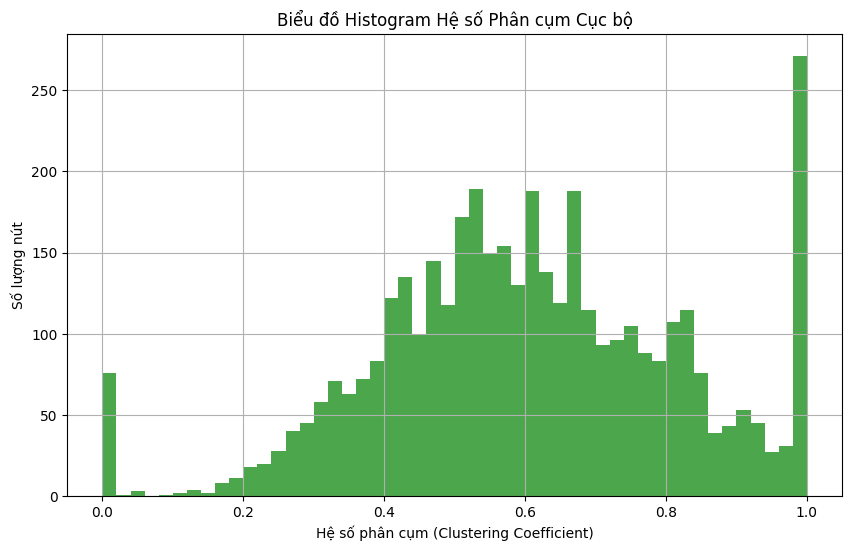 Biểu đồ Histogram Hệ số Phân cụm Cục bộ
Số lượng nút
250
200
150
100
50
0
0.0 0.2 0.4 0.6 0.8 1.0
Hệ số phân cụm (Clustering Coefficient)